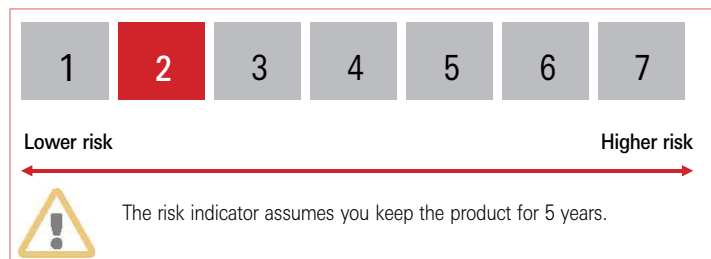 1 2 3 4 5 6 7
Lower risk Higher risk
The risk indicator assumes you keep the product for 5 years.